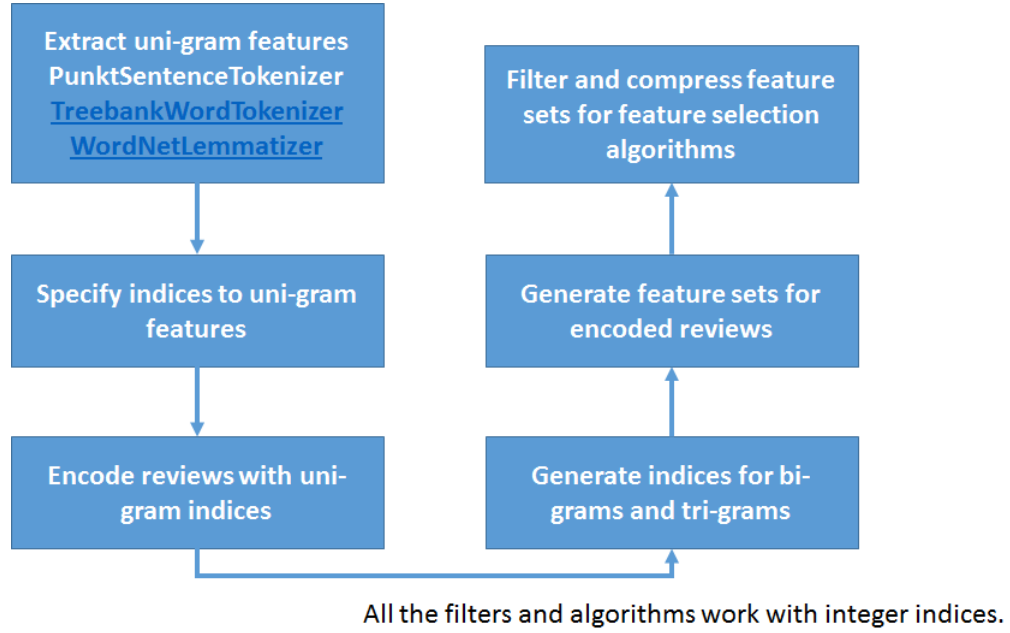 Extract uni-gram features
PunktSentenceTokenizer
TreebankWordTokenizer
WordNetLemmatizer
Specify indices to uni-gram
features
Encode reviews with uni-
gram indices
Generate indices for bi-
grams and tri-grams
Generate feature sets for
encoded reviews
Filter and compress feature
sets for feature selection
algorithms
All the filters and algorithms work with integer indices.